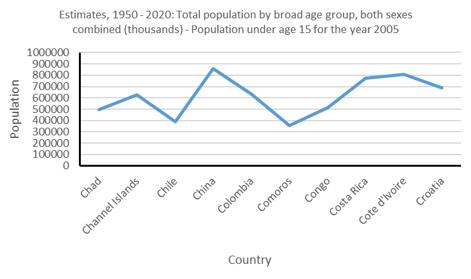 Estimates, 1950 - 2020: Total population by broad age group, both sexes
combined (thousands) - Population under age 15 for the year 2005
Population
1000000
900000
800000
700000
600000
500000
400000
300000
200000
100000
0
Chad
Channel Islands
Chile
China
Colombia
Comoros
Congo
Costa Rica
Cote d'Ivoire
Croatia
Country